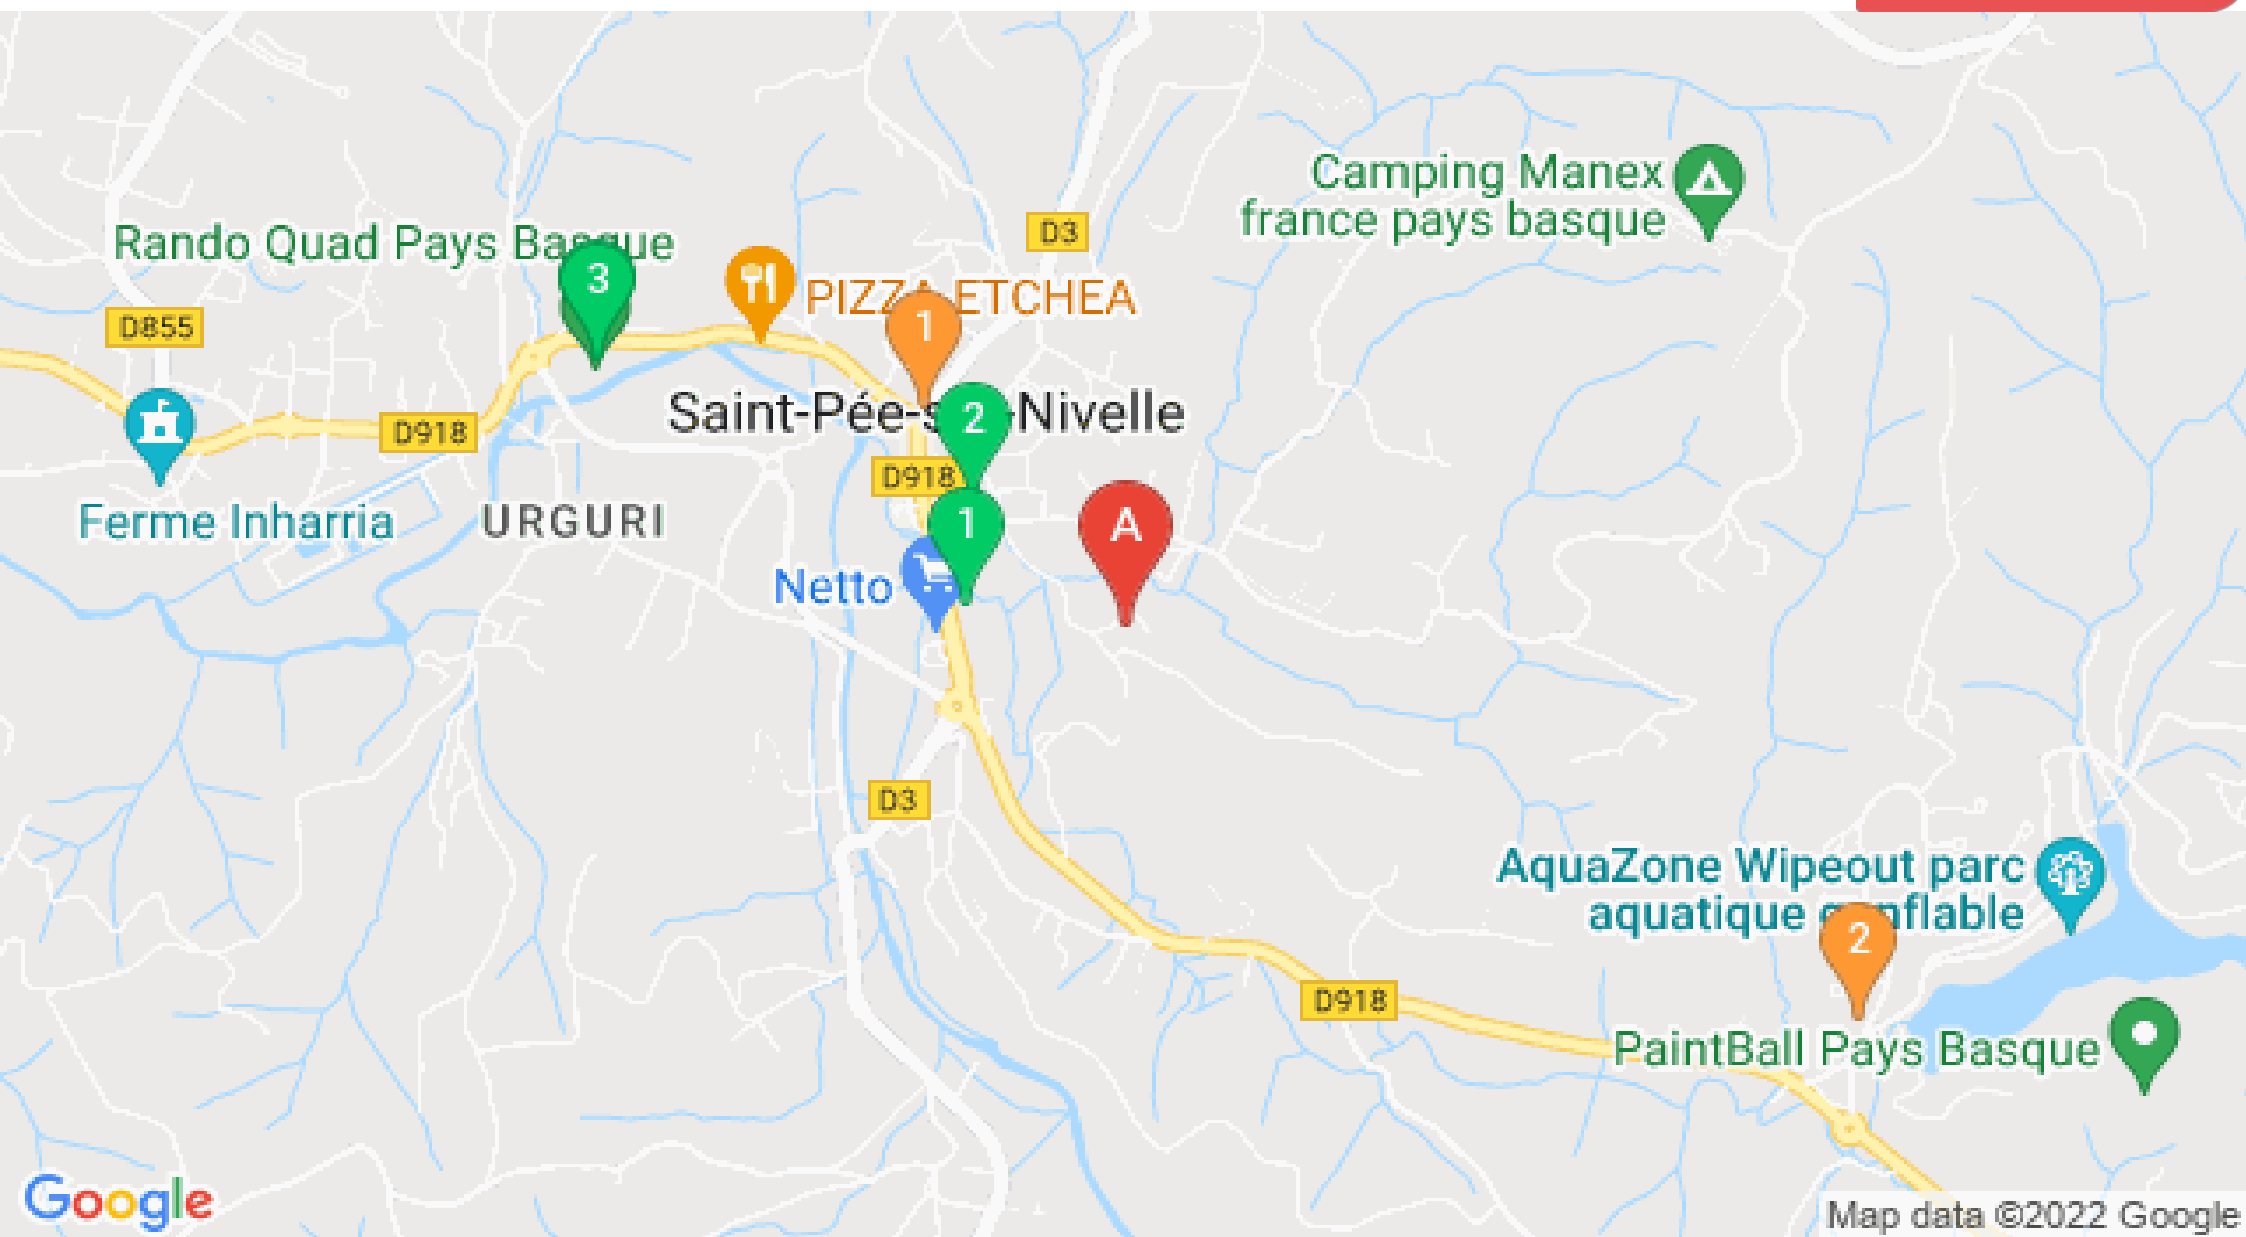 Camping Manex
france pays basque
D3
Rando Quad Pays Basque
3
PIZZA ETCHEA
D855
1
Saint-Pée-s Nivelle
2
D918
D918
Ferme Inharria
URGURI
1
A
Netto
D3
AquaZone Wipeout parc
aquatique gonflable
2
D918
PaintBall Pays Basque
Google
Map data ©2022 Google